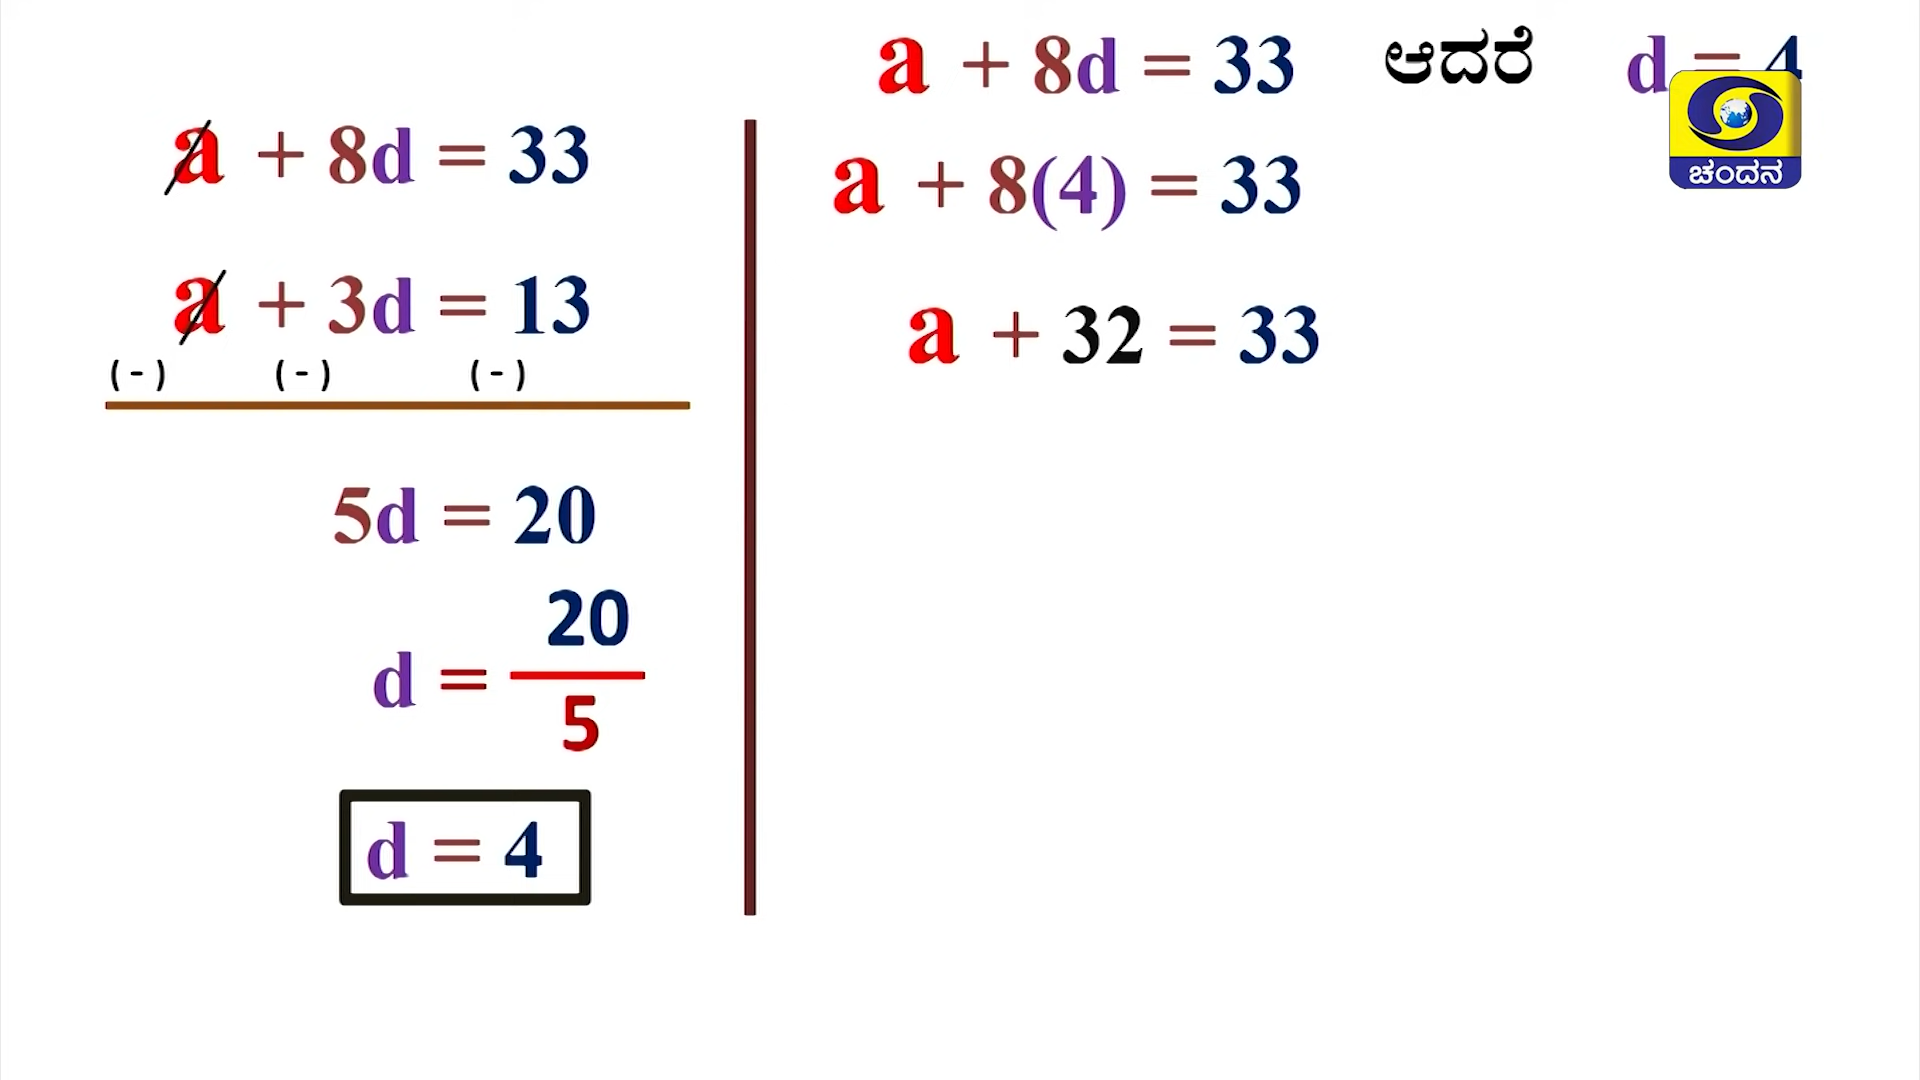 a + 8d = 33
a + 3d = 13
(-) (-) (-)
5d = 20
d = 20/5
d = 4
a + 8d = 33 ಆದರೆ d = 4
a + 8(4) = 33
a + 32 = 33
ಚಂದನ